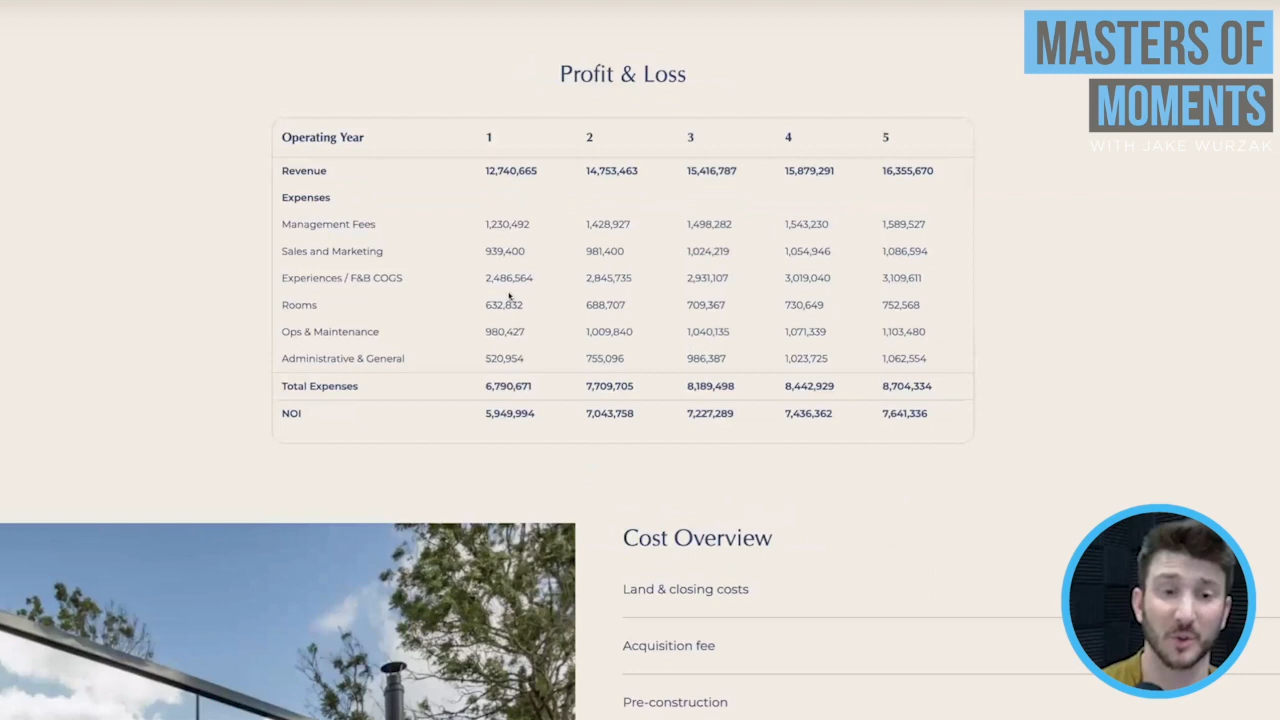 MASTERS OF
MOMENTS
WITH JAKE WURZAK
Profit & Loss
Operating Year 1 2 3 4 5
Revenue 12,740,665 14,753,463 15,416,787 15,879,291 16,355,670
Expenses
Management Fees 1,230,492 1,428,927 1,498,282 1,543,230 1,589,527
Sales and Marketing 939,400 981,400 1,024,219 1,054,946 1,086,594
Experiences / F&B COGS 2,486,564 2,845,735 2,931,107 3,019,040 3,109,611
Rooms 632,832 688,707 709,367 730,649 752,568
Ops & Maintenance 980,427 1,009,840 1,040,135 1,071,339 1,103,480
Administrative & General 520,954 755,096 986,387 1,023,725 1,062,554
Total Expenses 6,790,671 7,709,705 8,189,498 8,442,929 8,704,334
NOI 5,949,994 7,043,758 7,227,289 7,436,362 7,641,336
Cost Overview
Land & closing costs
Acquisition fee
Pre-construction